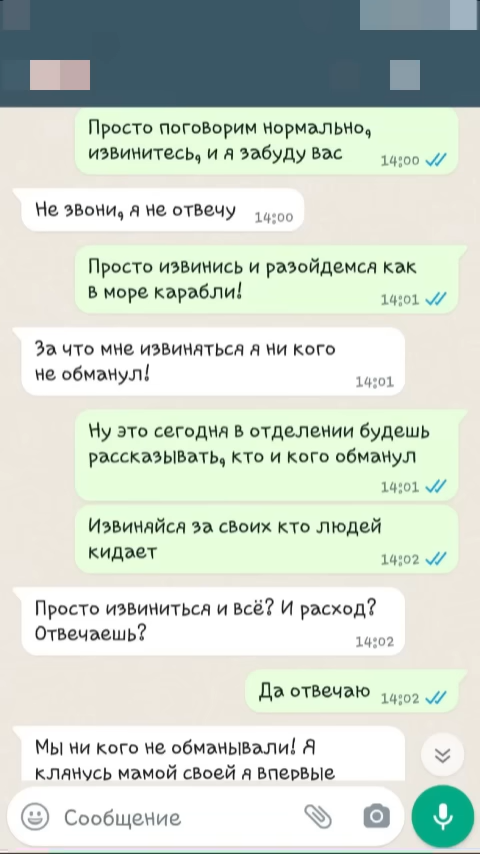 Просто поговорим нормально,
извинитесь, и я забуду вас
14:00
Не звони, я не отвечу
14:00
Просто извинись и разойдемся как
в море карабли!
14:01
За что мне извиняться я ни кого
не обманул!
14:01
Ну это сегодня в отделении будешь
рассказывать, кто и кого обманул
14:01
Извиняйся за своих кто людей
кидает
14:02
Просто извиниться и всё? И расход?
Отвечаешь?
14:02
Да отвечаю
14:02
Мы ни кого не обманывали! Я
клянусь мамой своей я впервые
Сообщение